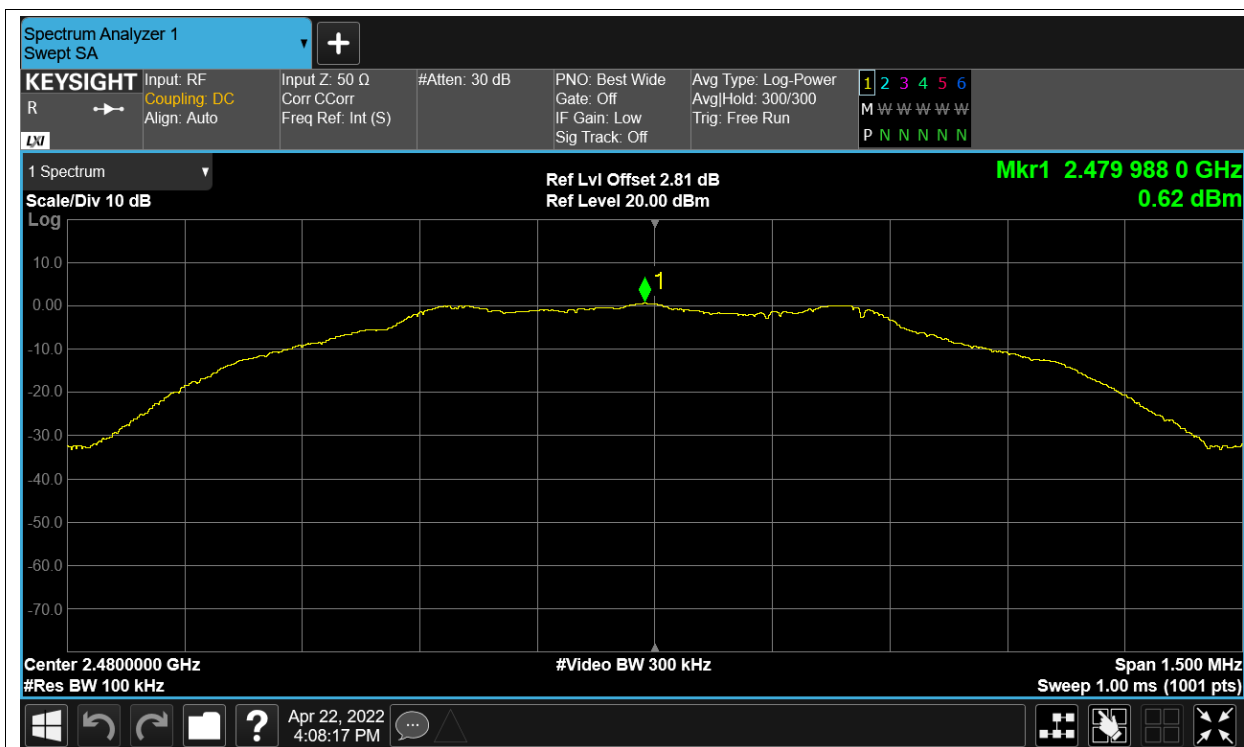 Spectrum Analyzer 1
Swept SA
+
KEYSIGHT
R
LXI
Input: RF
Coupling: DC
Align: Auto
Input Z: 50 Ω
Corr CCorr
Freq Ref: Int (S)
#Atten: 30 dB
PNO: Best Wide
Gate: Off
IF Gain: Low
Sig Track: Off
Avg Type: Log-Power
Avg|Hold: 300/300
Trig: Free Run
1 2 3 4 5 6
M W W W W W
P N N N N N
1 Spectrum
Scale/Div 10 dB
Log
Ref Lvl Offset 2.81 dB
Ref Level 20.00 dBm
Mkr1 2.479 988 0 GHz
0.62 dBm
1
10.0
0.00
-10.0
-20.0
-30.0
-40.0
-50.0
-60.0
-70.0
Center 2.4800000 GHz
#Res BW 100 kHz
#Video BW 300 kHz
Span 1.500 MHz
Sweep 1.00 ms (1001 pts)
?
Apr 22, 2022
4:08:17 PM